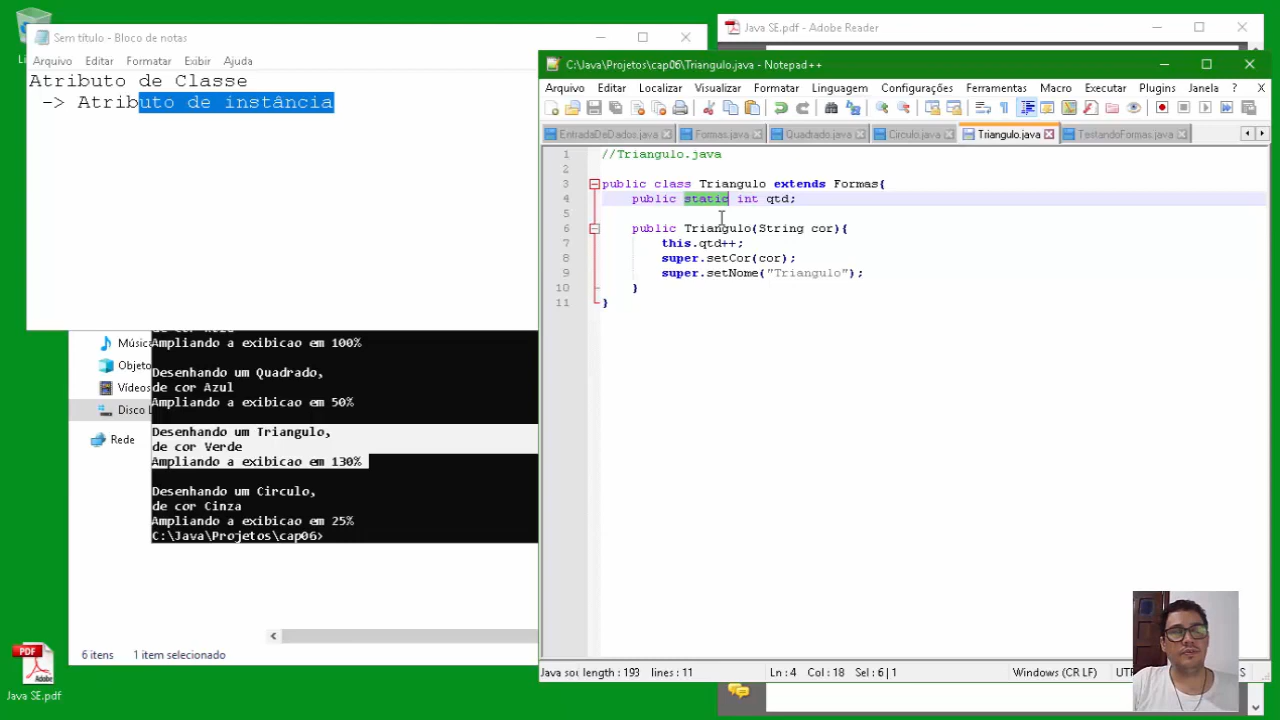 Sem título - Bloco de notas
Arquivo Editar Formatar Exibir Ajuda
Atributo de Classe
-> Atributo de instância
Java SE.pdf - Adobe Reader
C:\Java\Projetos\cap06\Triangulo.java - Notepad++
Arquivo Editar Localizar Visualizar Formatar Linguagem Configurações Ferramentas Macro Executar Plugins Janela ? X
EntradaDeDados.java Formas.java Quadrado.java Circulo.java Triangulo.java TestandoFormas.java
1 //Triangulo.java
2
3 public class Triangulo extends Formas{
4 public static int qtd;
5
6 public Triangulo(String cor){
7 this.qtd++;
8 super.setCor(cor);
9 super.setNome("Triangulo");
10 }
11 }
Músic
Objeto
Vídeos
Disco L
Rede
Ampliando a exibicao em 100%
Desenhando um Quadrado,
de cor Azul
Ampliando a exibicao em 50%
Desenhando um Triangulo,
de cor Verde
Ampliando a exibicao em 130%
Desenhando um Circulo,
de cor Cinza
Ampliando a exibicao em 25%
C:\Java\Projetos\cap06>
6 itens 1 item selecionado
PDF
Adobe
Java SE.pdf
Java sou length : 193 lines : 11 Ln : 4 Col : 18 Sel : 6 | 1 Windows (CR LF) UT S